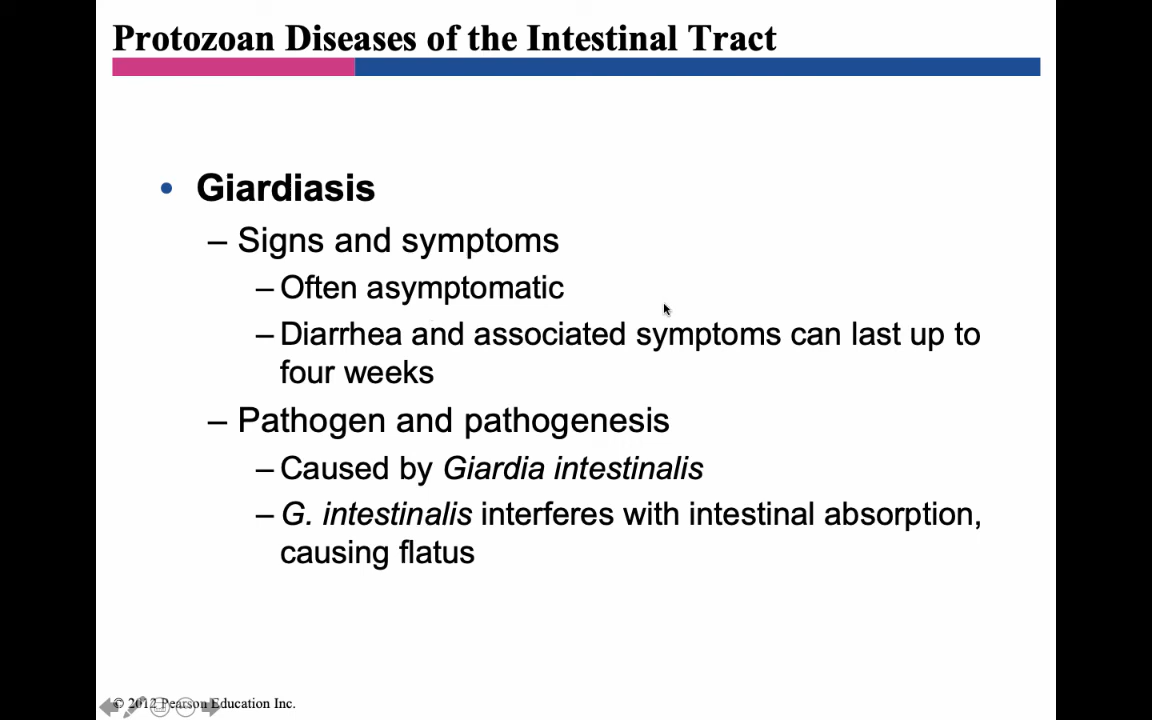 Protozoan Diseases of the Intestinal Tract
• Giardiasis
– Signs and symptoms
– Often asymptomatic
– Diarrhea and associated symptoms can last up to
four weeks
– Pathogen and pathogenesis
– Caused by Giardia intestinalis
– G. intestinalis interferes with intestinal absorption,
causing flatus
© 2012 Pearson Education Inc.